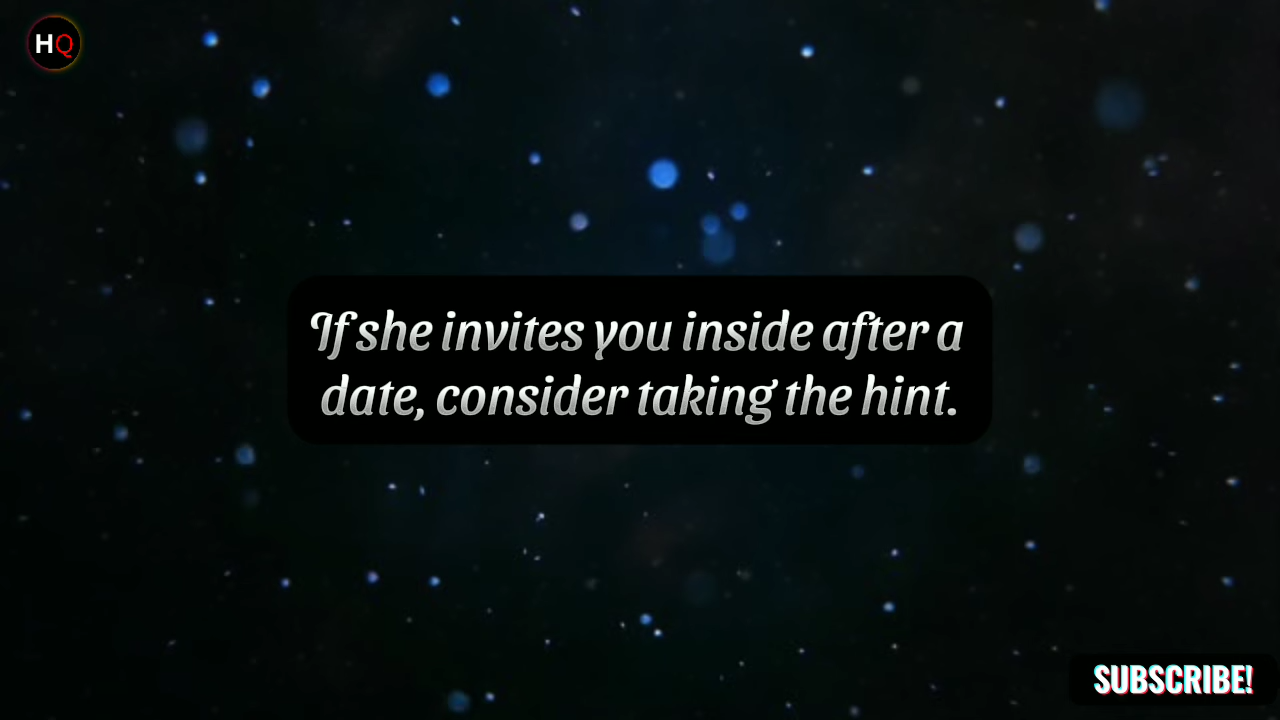 HQ
If she invites you inside after a
date, consider taking the hint.
SUBSCRIBE!